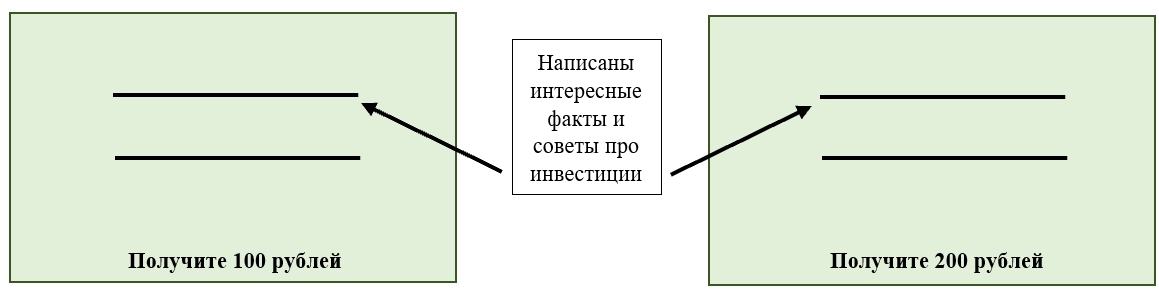 Написаны
интересные
факты и
советы про
инвестиции
Получите 100 рублей
Получите 200 рублей